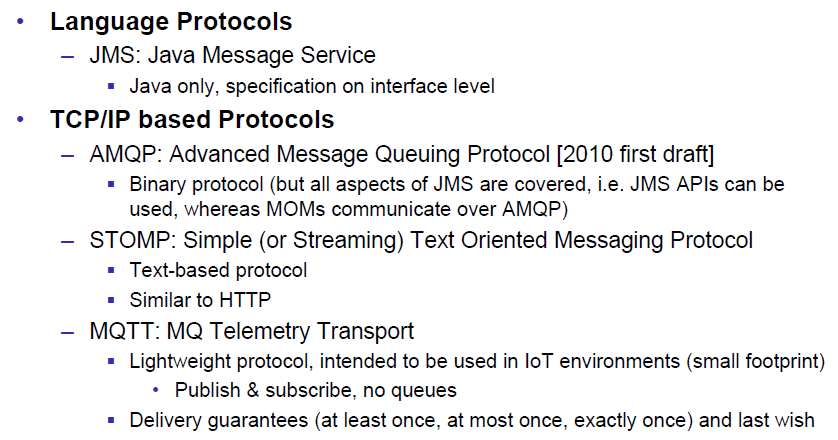 • Language Protocols
– JMS: Java Message Service
▪ Java only, specification on interface level
• TCP/IP based Protocols
– AMQP: Advanced Message Queuing Protocol [2010 first draft]
▪ Binary protocol (but all aspects of JMS are covered, i.e. JMS APIs can be
used, whereas MOMs communicate over AMQP)
– STOMP: Simple (or Streaming) Text Oriented Messaging Protocol
▪ Text-based protocol
▪ Similar to HTTP
– MQTT: MQ Telemetry Transport
▪ Lightweight protocol, intended to be used in IoT environments (small footprint)
• Publish & subscribe, no queues
▪ Delivery guarantees (at least once, at most once, exactly once) and last wish